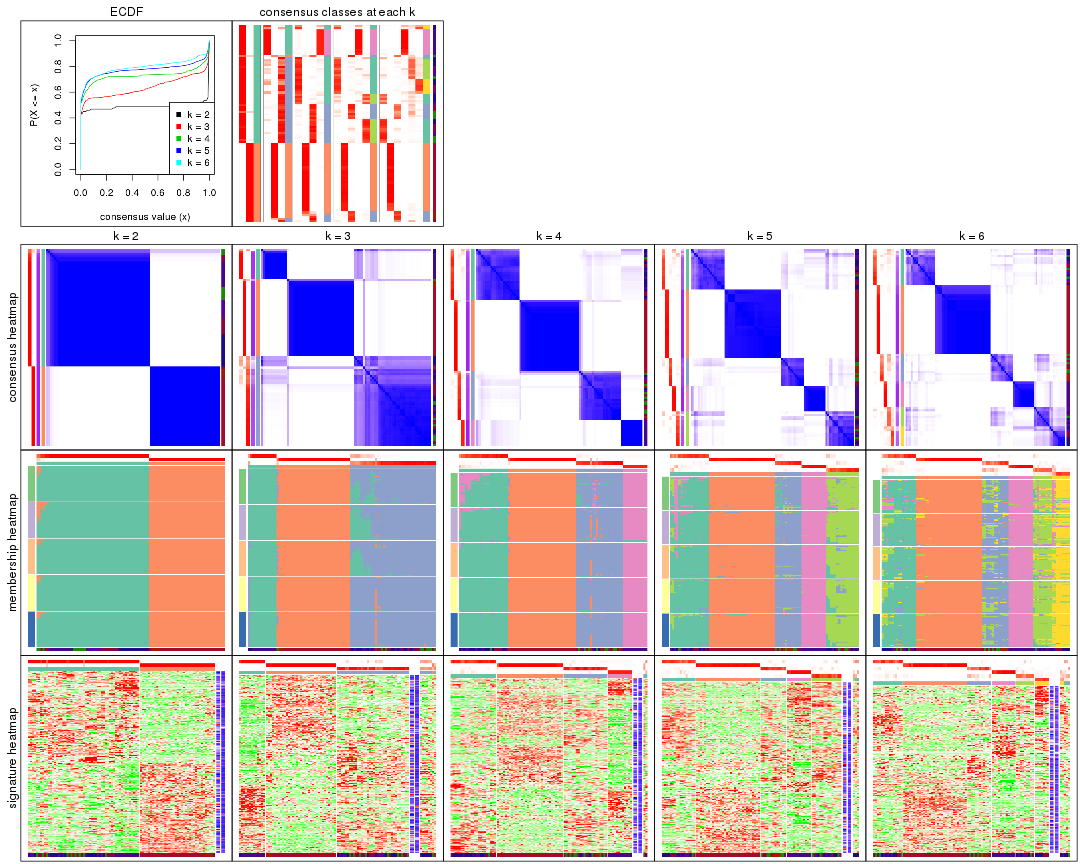 ECDF
consensus classes at each k
P(X <= x)
0.0 0.2 0.4 0.6 0.8 1.0
k = 2
k = 3
k = 4
k = 5
k = 6
0.0 0.2 0.4 0.6 0.8 1.0
consensus value (x)
k = 2
k = 3
k = 4
k = 5
k = 6
consensus heatmap
membership heatmap
signature heatmap